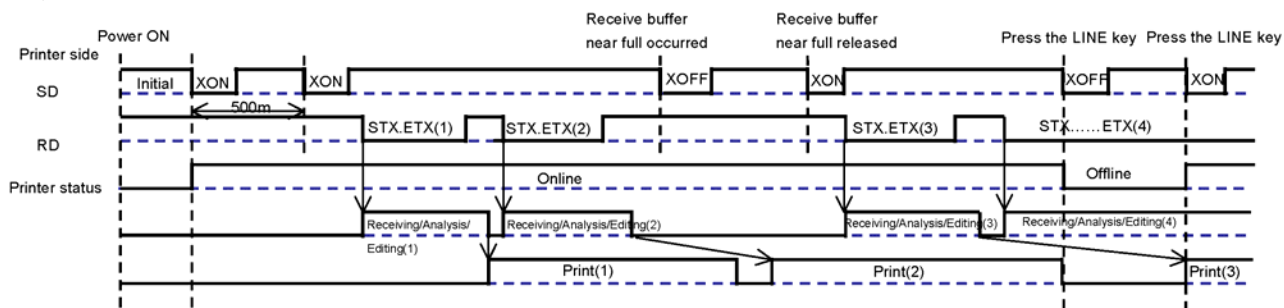 Receive buffer
near full occurred
Receive buffer
near full released
Power ON
Press the LINE key
Press the LINE key
Printer side
SD
Initial
XON
XON
XOFF
XON
XOFF
XON
500m
RD
STX.ETX(1)
STX.ETX(2)
STX.ETX(3)
STX......ETX(4)
Printer status
Online
Offline
Receiving/Analysis/
Editing(1)
Receiving/Analysis/Editing(2)
Receiving/Analysis/Editing(3)
Receiving/Analysis/Editing(4)
Print(1)
Print(2)
Print(3)